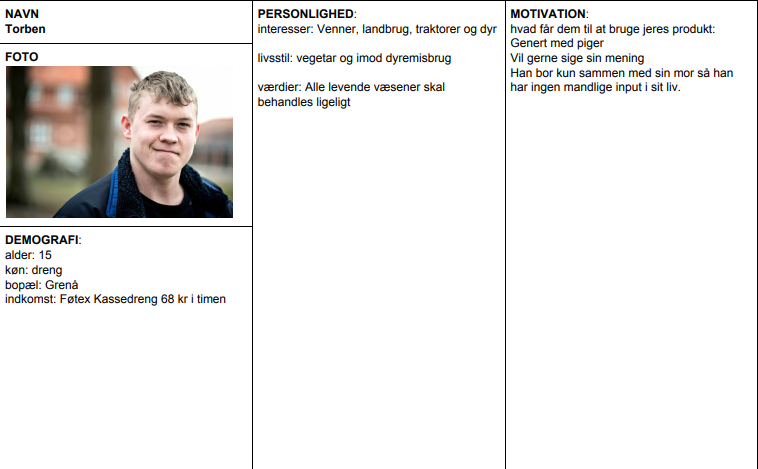 NAVN
Torben
FOTO
DEMOGRAFI:
alder: 15
køn: dreng
bopæl: Grenå
indkomst: Føtex Kassedreng 68 kr i timen
PERSONLIGHED:
interesser: Venner, landbrug, traktorer og dyr
livsstil: vegetar og imod dyremisbrug
værdier: Alle levende væsener skal
behandles ligeligt
MOTIVATION:
hvad får dem til at bruge jeres produkt:
Genert med piger
Vil gerne sige sin mening
Han bor kun sammen med sin mor så han
har ingen mandlige input i sit liv.